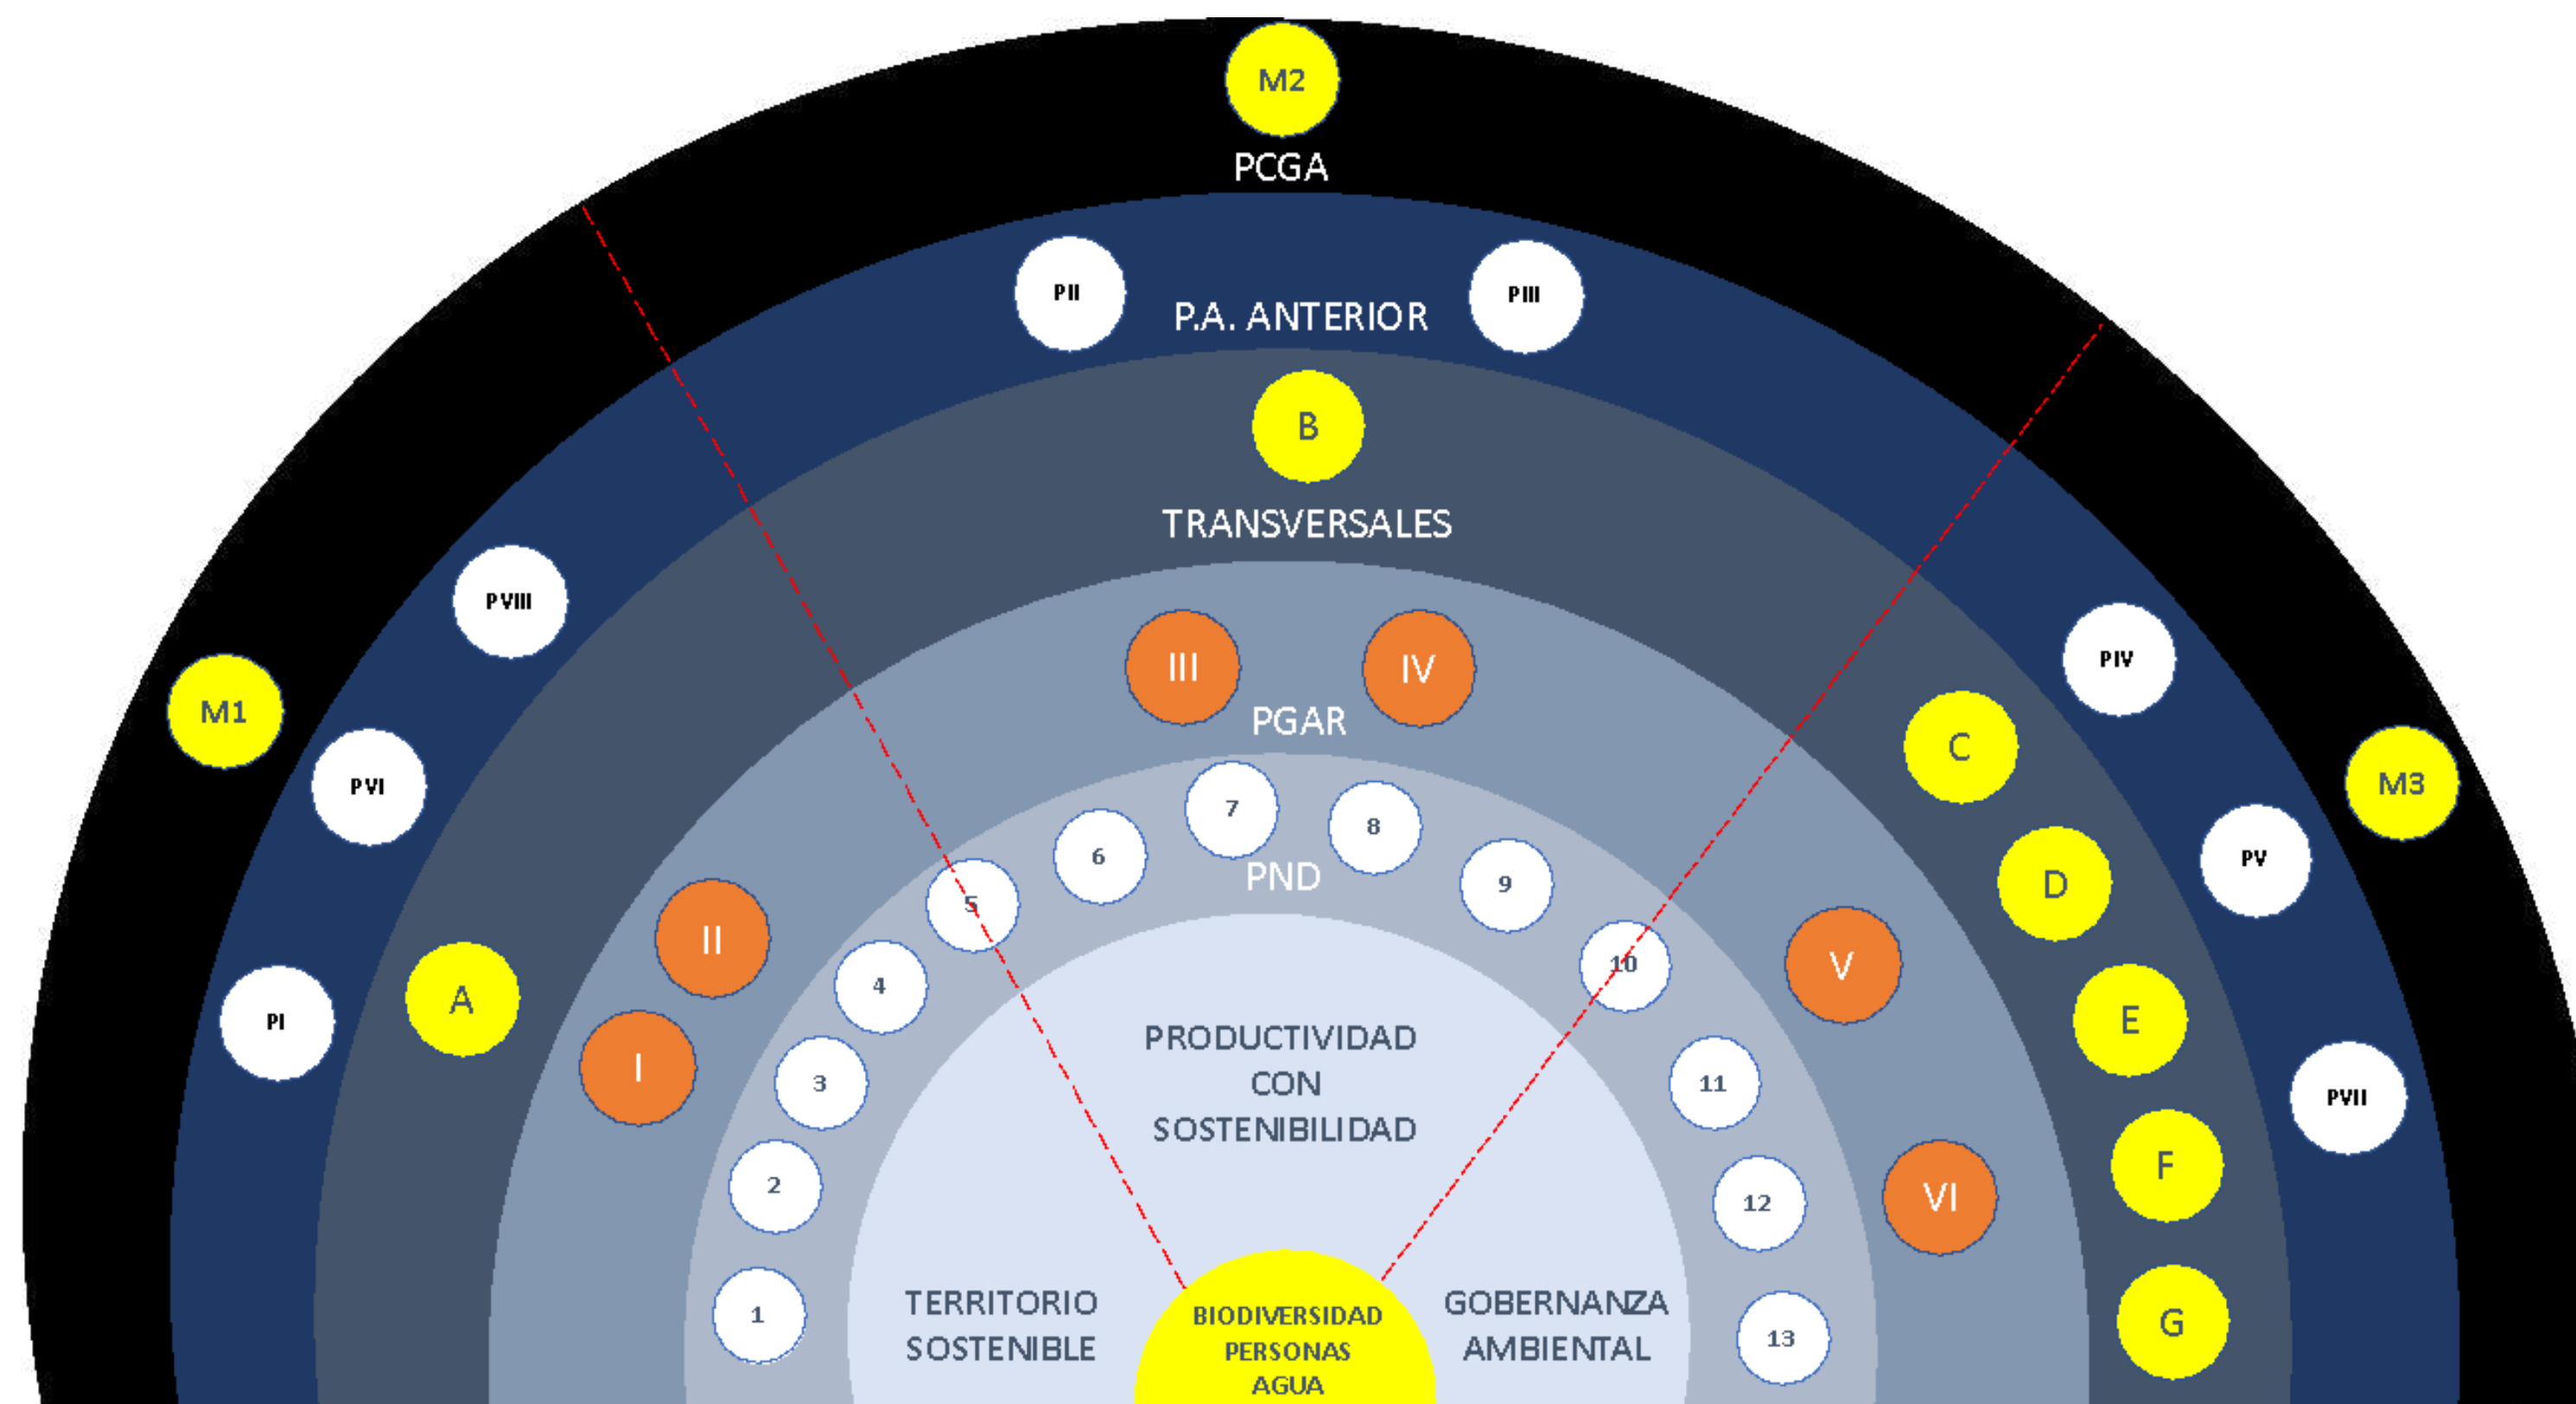 M2
PCGA
PII
P.A. ANTERIOR
PIII
B
TRANSVERSALES
PVIII
III
IV
PIV
M1
PGAR
C
M3
PVI
7
8
6
PND
9
PV
D
5
II
10
V
4
A
PI
E
PRODUCTIVIDAD
CON
SOSTENIBILIDAD
I
3
11
PVII
F
2
12
VI
TERRITORIO
SOSTENIBLE
BIODIVERSIDAD
PERSONAS
AGUA
GOBERNANZA
AMBIENTAL
1
13
G